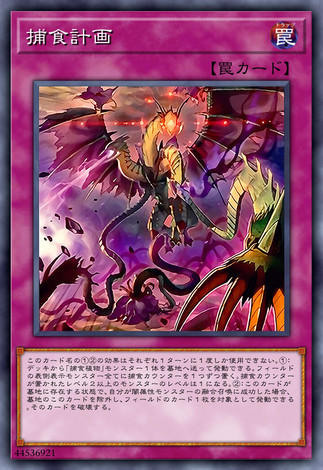 捕食計画
トラップ
罠
【罠カード】
このカード名の①②の効果はそれぞれ１ターンに１度しか使用できない。①：
デッキから「捕食植物」モンスター１体を墓地へ送って発動できる。フィールド
の表側表示モンスター全てに捕食カウンターを１つずつ置く。捕食カウンター
が置かれたレベル２以上のモンスターのレベルは１になる。②：このカードが
墓地に存在する状態で、自分が闇属性モンスターの融合召喚に成功した場合、
墓地のこのカードを除外し、フィールドのカード１枚を対象として発動できる
。そのカードを破壊する。
44536921